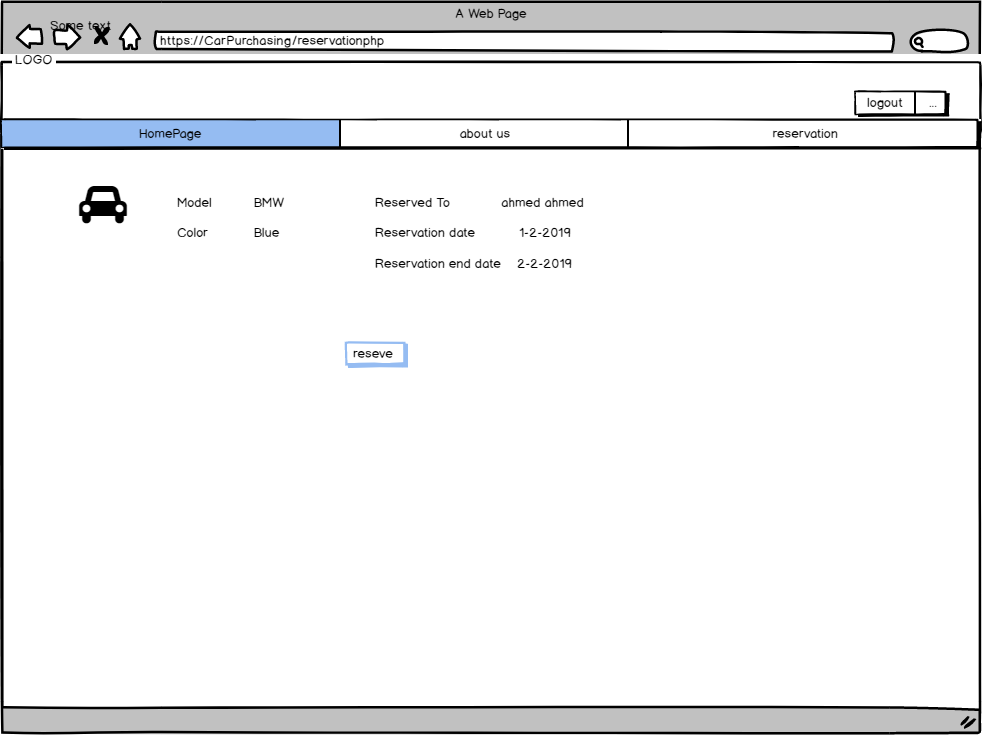 A Web Page
Some text
https://CarPurchasing/reservationphp
LOGO
logout ...
HomePage about us reservation
Model BMW Reserved To ahmed ahmed
Color Blue Reservation date 1-2-2019
Reservation end date 2-2-2019
reseve